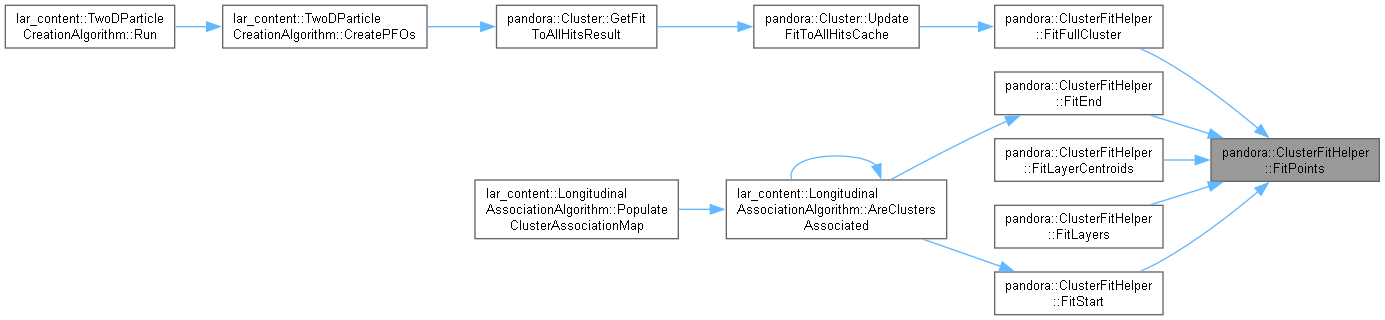 lar_content::TwoDParticle
CreationAlgorithm::Run
lar_content::TwoDParticle
CreationAlgorithm::CreatePFOs
pandora::Cluster::GetFit
ToAllHitsResult
pandora::Cluster::Update
FitToAllHitsCache
pandora::ClusterFitHelper
::FitFullCluster
pandora::ClusterFitHelper
::FitEnd
pandora::ClusterFitHelper
::FitLayerCentroids
pandora::ClusterFitHelper
::FitPoints
lar_content::Longitudinal
AssociationAlgorithm::Populate
ClusterAssociationMap
lar_content::Longitudinal
AssociationAlgorithm::AreClusters
Associated
pandora::ClusterFitHelper
::FitLayers
pandora::ClusterFitHelper
::FitStart